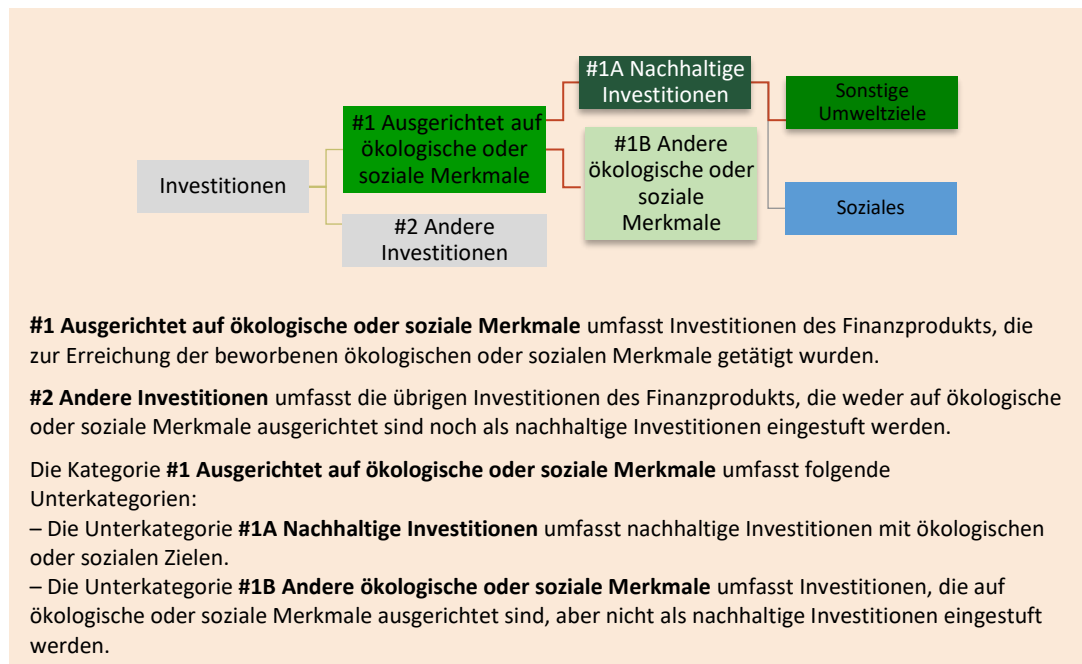 #1A Nachhaltige
Investitionen
Sonstige
Umweltziele
#1 Ausgerichtet auf
ökologische oder
soziale Merkmale
#1B Andere
ökologische oder
soziale
Merkmale
Investitionen
Soziales
#2 Andere
Investitionen
#1 Ausgerichtet auf ökologische oder soziale Merkmale umfasst Investitionen des Finanzprodukts, die
zur Erreichung der beworbenen ökologischen oder sozialen Merkmale getätigt wurden.
#2 Andere Investitionen umfasst die übrigen Investitionen des Finanzprodukts, die weder auf ökologische
oder soziale Merkmale ausgerichtet sind noch als nachhaltige Investitionen eingestuft werden.
Die Kategorie #1 Ausgerichtet auf ökologische oder soziale Merkmale umfasst folgende
Unterkategorien:
– Die Unterkategorie #1A Nachhaltige Investitionen umfasst nachhaltige Investitionen mit ökologischen
oder sozialen Zielen.
– Die Unterkategorie #1B Andere ökologische oder soziale Merkmale umfasst Investitionen, die auf
ökologische oder soziale Merkmale ausgerichtet sind, aber nicht als nachhaltige Investitionen eingestuft
werden.